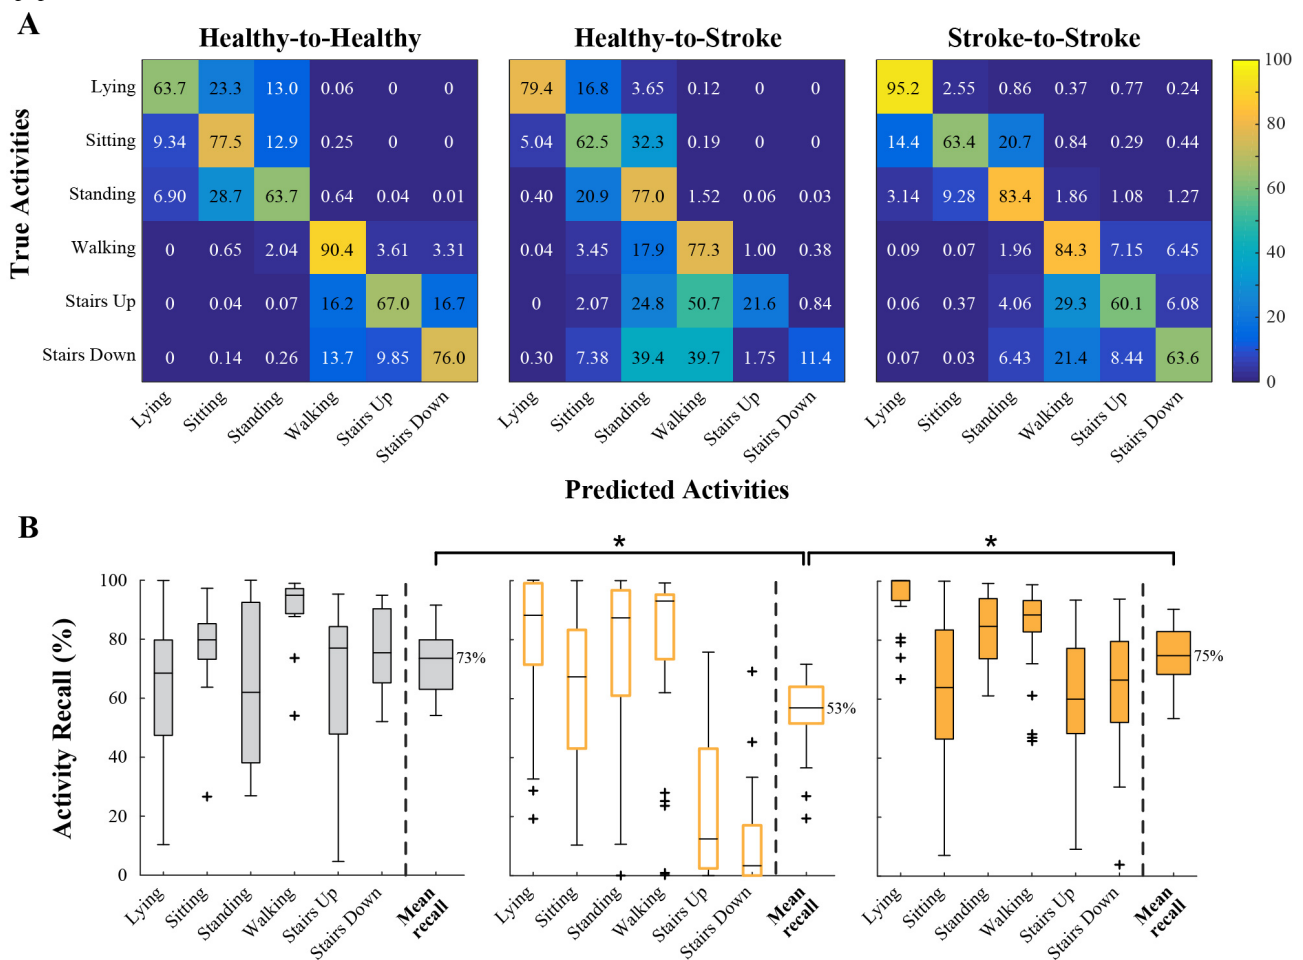 A
Healthy-to-Healthy Healthy-to-Stroke Stroke-to-Stroke
True Activities
Lying 63.7 23.3 13.0 0.06 0 0 79.4 16.8 3.65 0.12 0 0 95.2 2.55 0.86 0.37 0.77 0.24 100
Sitting 9.34 77.5 12.9 0.25 0 0 5.04 62.5 32.3 0.19 0 0 14.4 63.4 20.7 0.84 0.29 0.44 80
Standing 6.90 28.7 63.7 0.64 0.04 0.01 0.40 20.9 77.0 1.52 0.06 0.03 3.14 9.28 83.4 1.86 1.08 1.27 60
Walking 0 0.65 2.04 90.4 3.61 3.31 0.04 3.45 17.9 77.3 1.00 0.38 0.09 0.07 1.96 84.3 7.15 6.45 40
Stairs Up 0 0.04 0.07 16.2 67.0 16.7 0 2.07 24.8 50.7 21.6 0.84 0.06 0.37 4.06 29.3 60.1 6.08 20
Stairs Down 0 0.14 0.26 13.7 9.85 76.0 0.30 7.38 39.4 39.7 1.75 11.4 0.07 0.03 6.43 21.4 8.44 63.6 0
Lying Sitting Standing Walking Stairs Up Stairs Down Lying Sitting Standing Walking Stairs Up Stairs Down Lying Sitting Standing Walking Stairs Up Stairs Down
Predicted Activities
B
* *
Activity Recall (%)
100
80
73% 75%
60
53%
40
20
0
Lying Sitting Standing Walking Stairs Up Stairs Down Mean recall Lying Sitting Standing Walking Stairs Up Stairs Down Mean recall Lying Sitting Standing Walking Stairs Up Stairs Down Mean recall